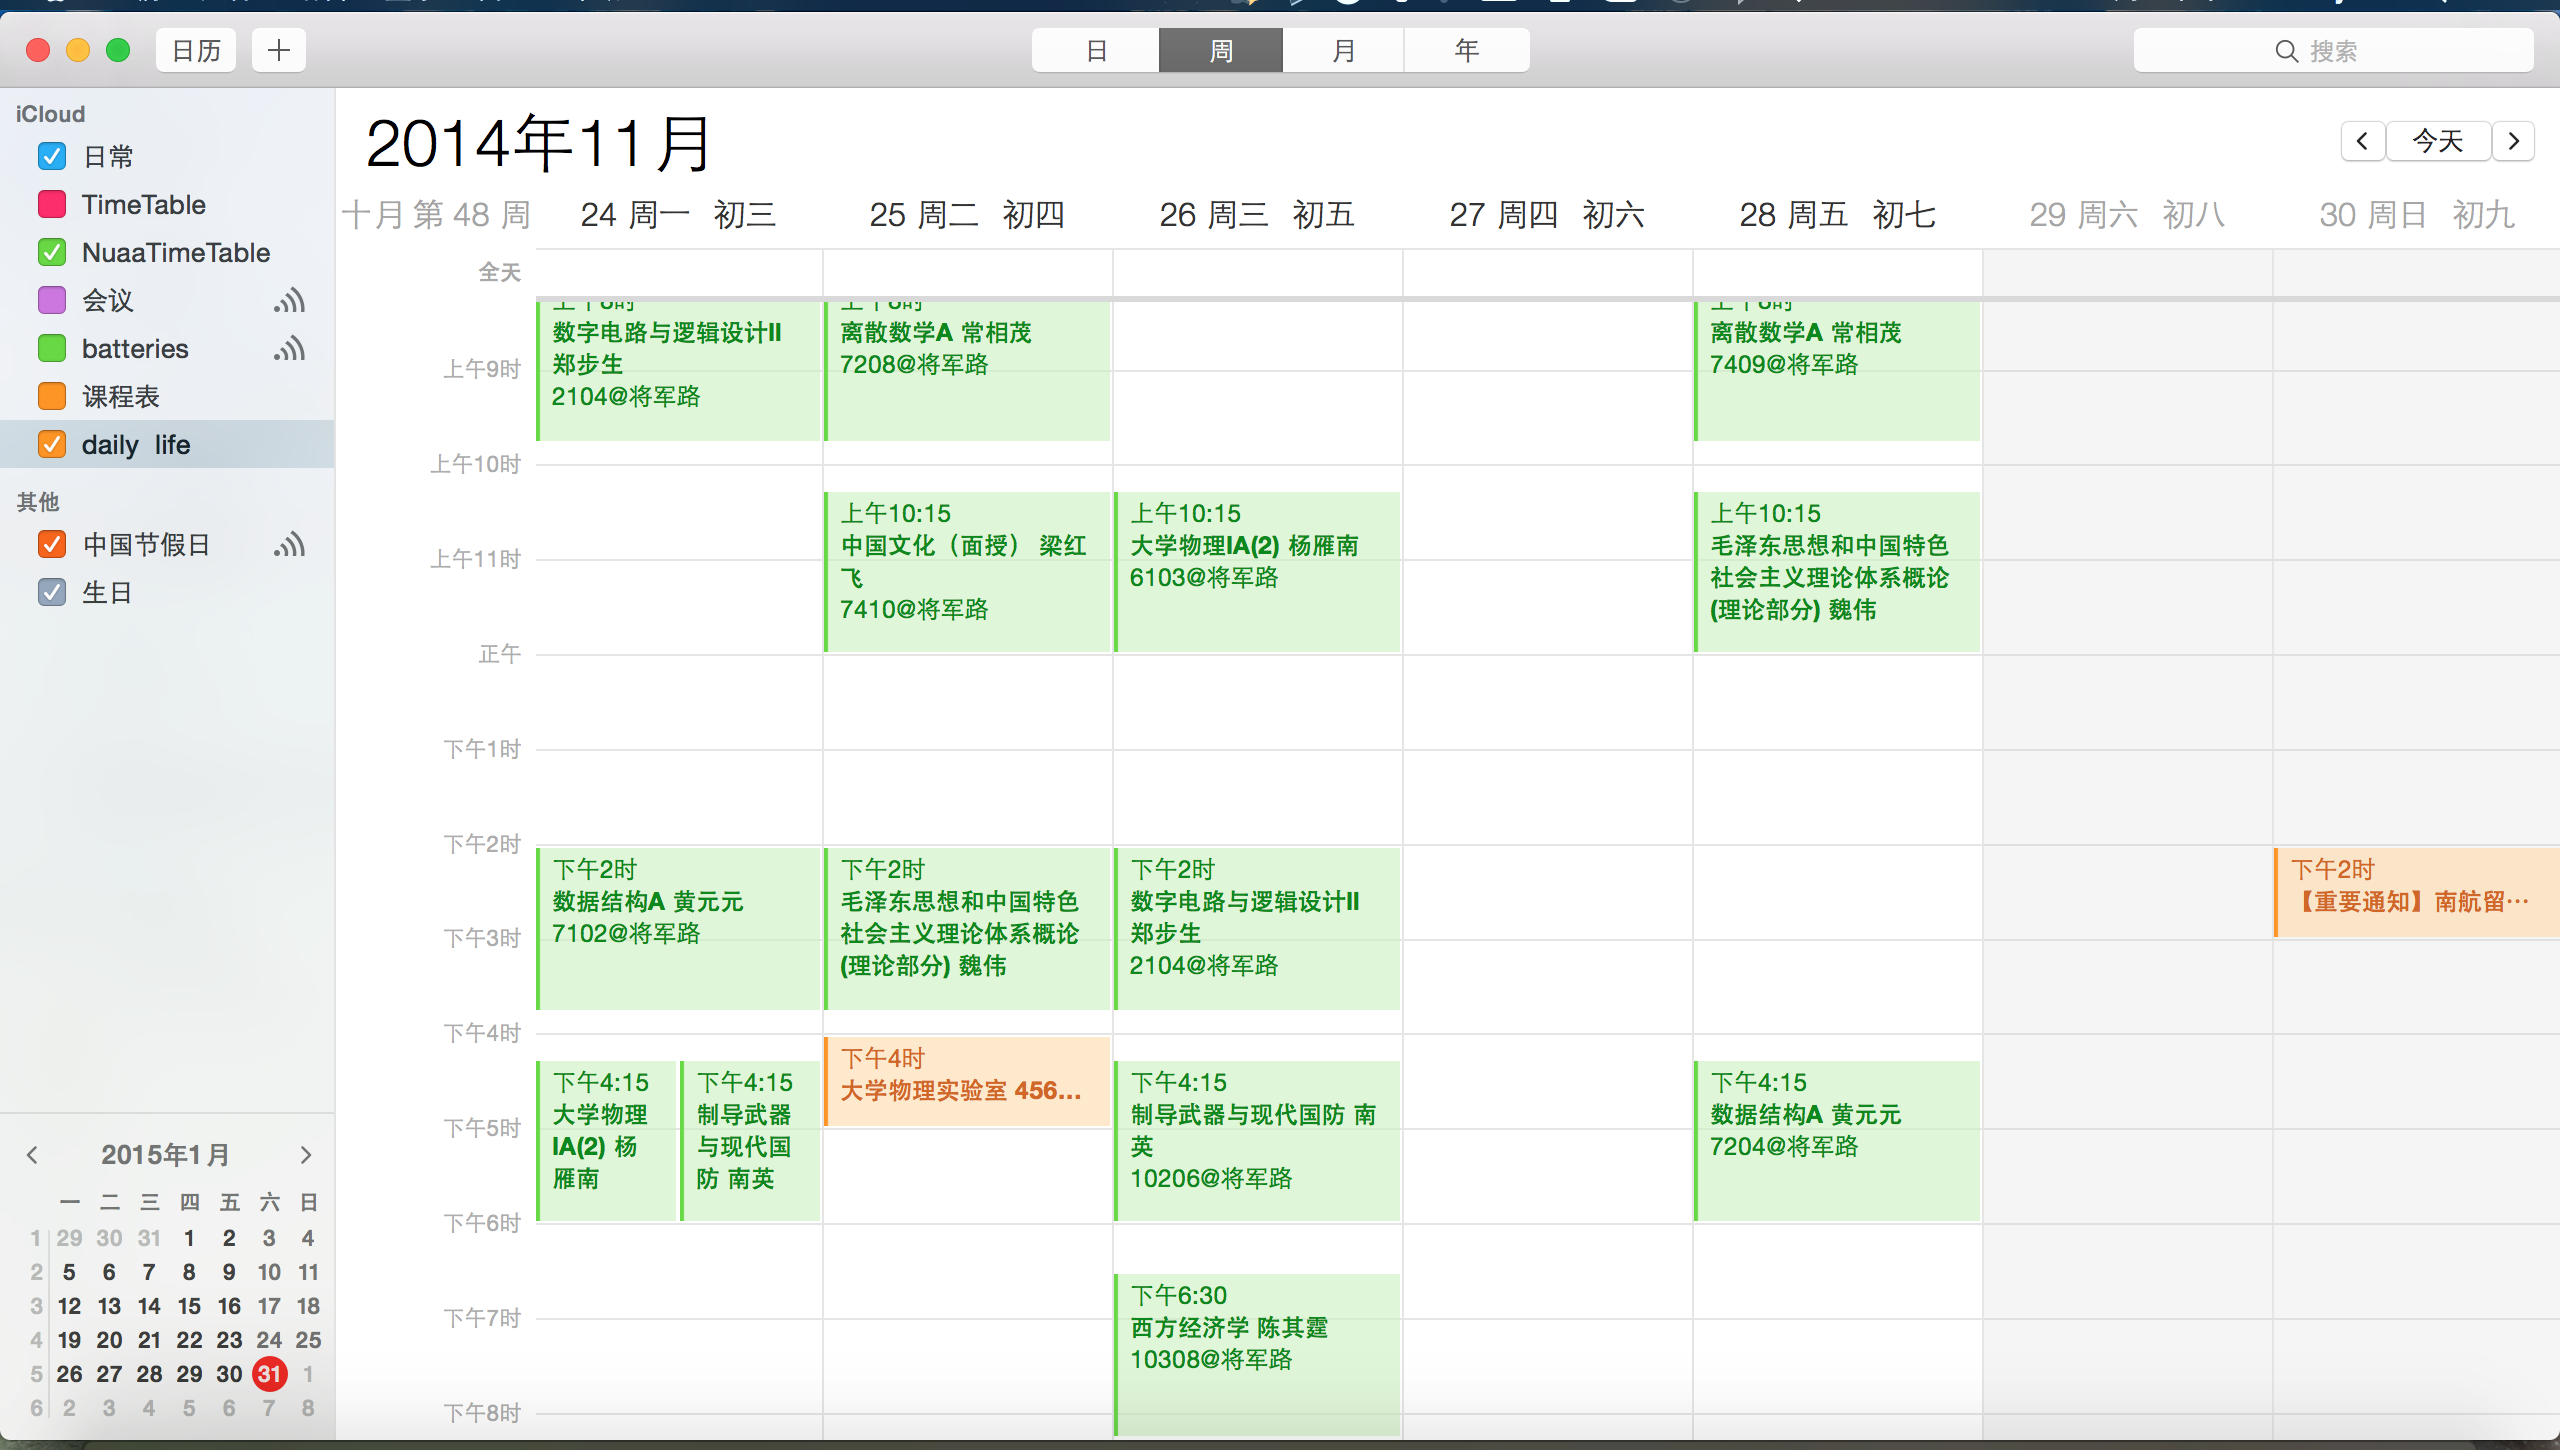 日历
日 周 月 年
搜索
iCloud
日常
TimeTable
NuaaTimeTable
会议
batteries
课程表
daily life
其他
中国节假日
生日
2015年1月
一 二 三 四 五 六 日
1 29 30 31 1 2 3 4
2 5 6 7 8 9 10 11
3 12 13 14 15 16 17 18
4 19 20 21 22 23 24 25
5 26 27 28 29 30 31 1
6 2 3 4 5 6 7 8
2014年11月
今天
十月 第 48 周
24 周一 初三
25 周二 初四
26 周三 初五
27 周四 初六
28 周五 初七
29 周六 初八
30 周日 初九
全天
上午9时
上午10时
上午11时
正午
下午1时
下午2时
下午3时
下午4时
下午5时
下午6时
下午7时
下午8时
数字电路与逻辑设计II
郑步生
2104@将军路
下午2时
数据结构A 黄元元
7102@将军路
下午4:15
大学物理
IA(2) 杨
雁南
下午4:15
制导武器
与现代国
防 南英
离散数学A 常相茂
7208@将军路
上午10:15
中国文化（面授） 梁红
飞
7410@将军路
下午2时
毛泽东思想和中国特色
社会主义理论体系概论
(理论部分) 魏伟
下午4时
大学物理实验室 456…
上午10:15
大学物理IA(2) 杨雁南
6103@将军路
下午2时
数字电路与逻辑设计II
郑步生
2104@将军路
下午4:15
制导武器与现代国防 南
英
10206@将军路
下午6:30
西方经济学 陈其霆
10308@将军路
离散数学A 常相茂
7409@将军路
上午10:15
毛泽东思想和中国特色
社会主义理论体系概论
(理论部分) 魏伟
下午4:15
数据结构A 黄元元
7204@将军路
下午2时
【重要通知】南航留…